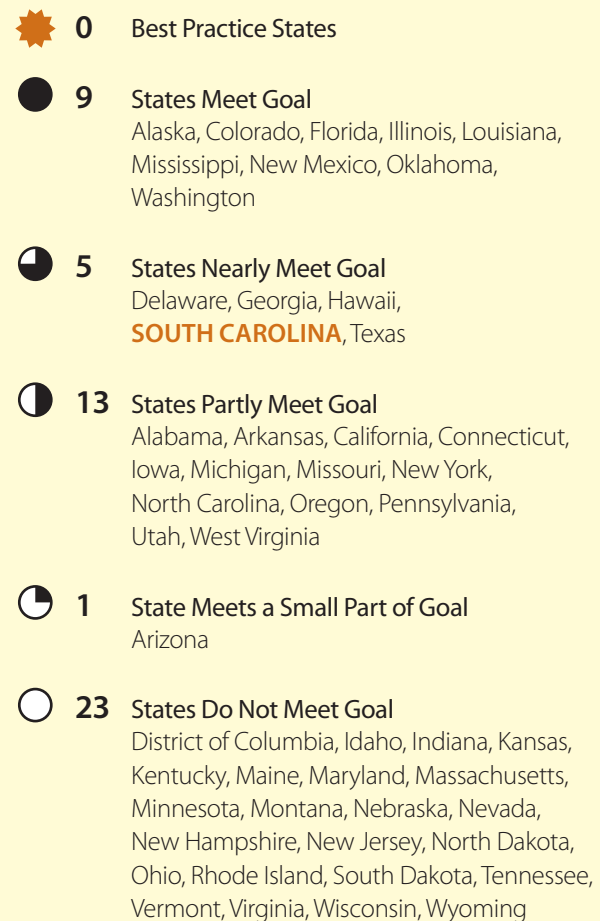 0 Best Practice States
9 States Meet Goal
Alaska, Colorado, Florida, Illinois, Louisiana,
Mississippi, New Mexico, Oklahoma,
Washington
5 States Nearly Meet Goal
Delaware, Georgia, Hawaii,
SOUTH CAROLINA, Texas
13 States Partly Meet Goal
Alabama, Arkansas, California, Connecticut,
Iowa, Michigan, Missouri, New York,
North Carolina, Oregon, Pennsylvania,
Utah, West Virginia
1 State Meets a Small Part of Goal
Arizona
23 States Do Not Meet Goal
District of Columbia, Idaho, Indiana, Kansas,
Kentucky, Maine, Maryland, Massachusetts,
Minnesota, Montana, Nebraska, Nevada,
New Hampshire, New Jersey, North Dakota,
Ohio, Rhode Island, South Dakota, Tennessee,
Vermont, Virginia, Wisconsin, Wyoming